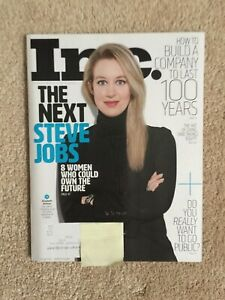 Inc.
THE
NEXT
STEVE
JOBS
8 WOMEN
WHO COULD
OWN THE
FUTURE
HOW TO
BUILD A
COMPANY
TO LAST
100
YEARS
+
DO
YOU
REALLY
WANT
TO GO
PUBLIC?